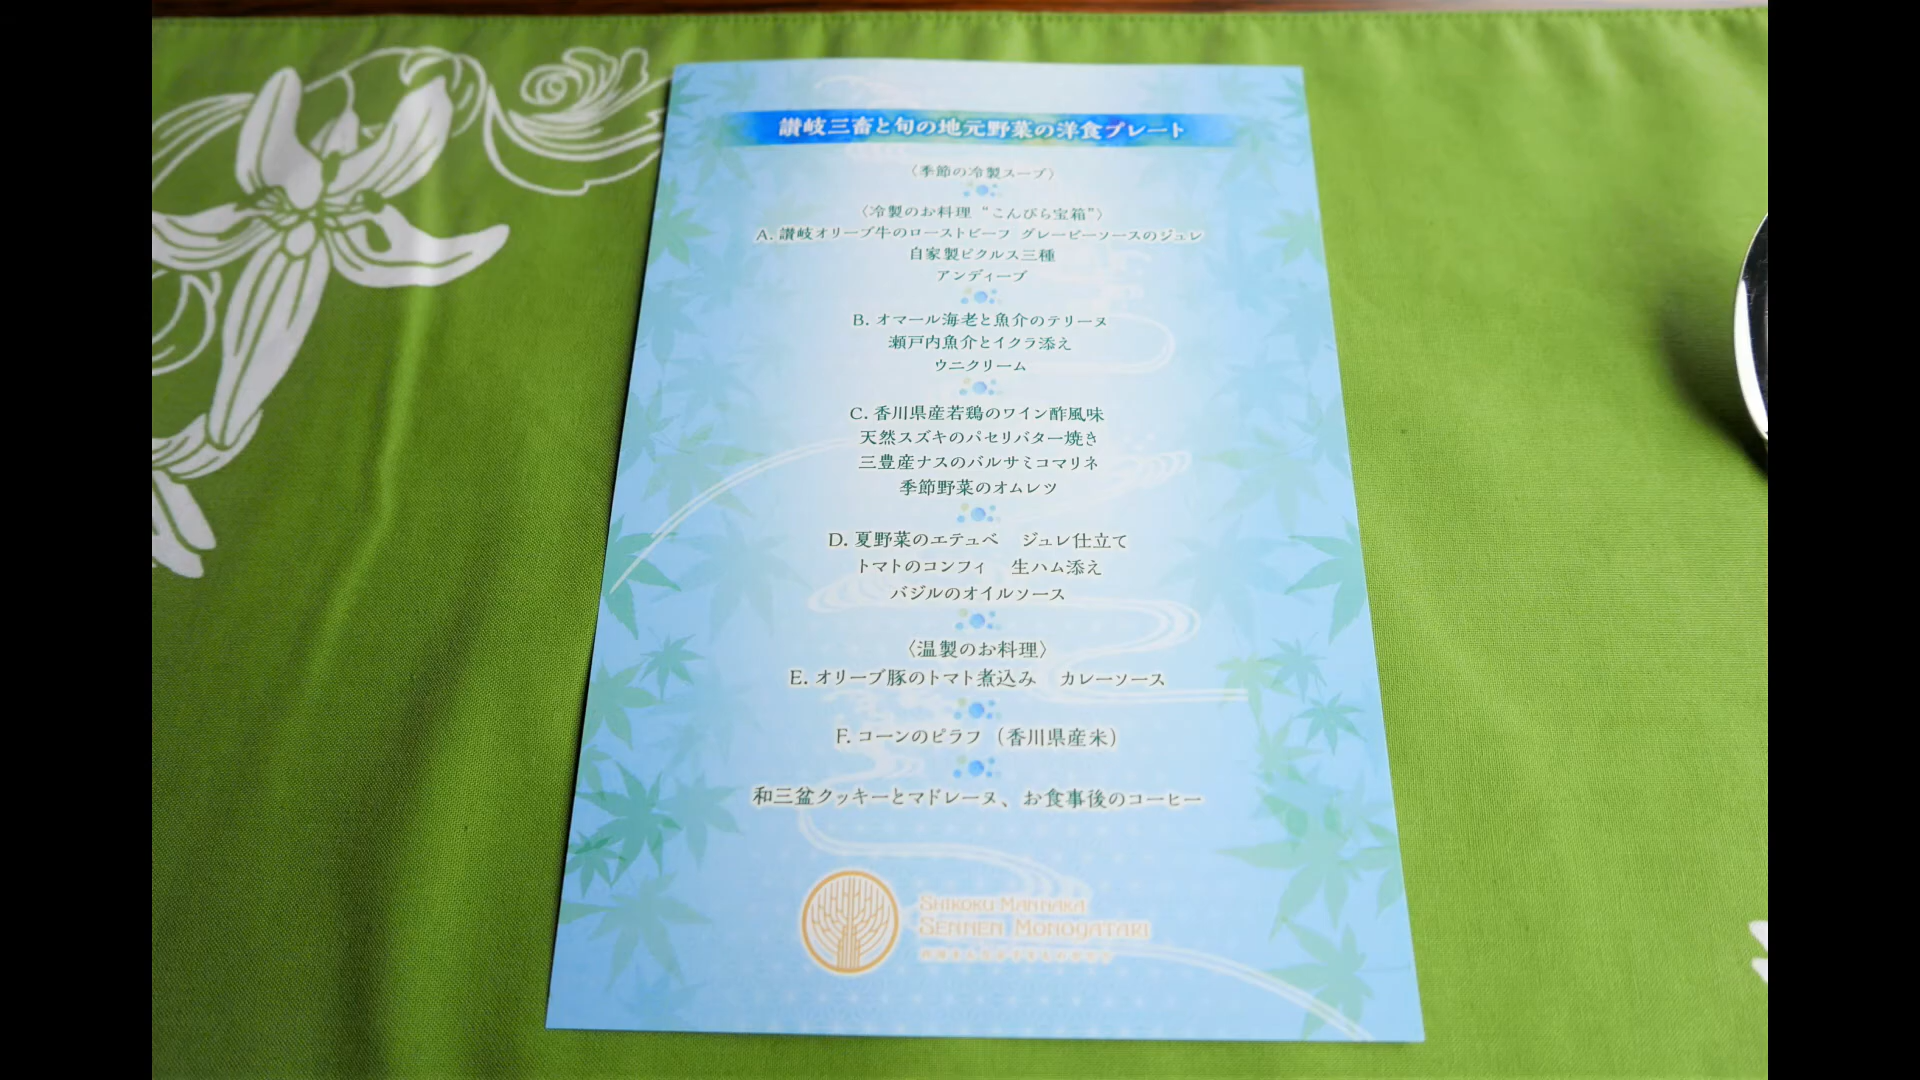 讃岐三畜と旬の地元野菜の洋食プレート
〈季節の冷製スープ〉
〈冷製のお料理 “こんぴら宝箱”〉
A. 讃岐オリーブ牛のローストビーフ グレービーソースのジュレ
自家製ピクルス三種
アンディーブ
B. オマール海老と魚介のテリーヌ
瀬戸内魚介とイクラ添え
ウニクリーム
C. 香川県産若鶏のワイン酢風味
天然スズキのパセリバター焼き
三豊産ナスのバルサミコマリネ
季節野菜のオムレツ
D. 夏野菜のエテュベ　ジュレ仕立て
トマトのコンフィ　生ハム添え
バジルのオイルソース
〈温製のお料理〉
E. オリーブ豚のトマト煮込み　カレーソース
F. コーンのピラフ（香川県産米）
和三盆クッキーとマドレーヌ、お食事後のコーヒー
SHIKOKU MANNAKA
SENNEN MONOGATARI